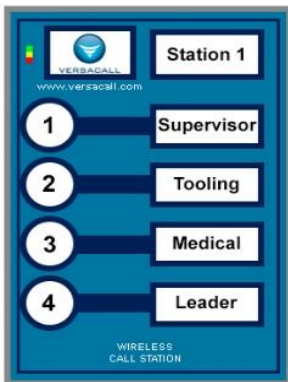 VERSACALL
Station 1
www.versacall.com
1 Supervisor
2 Tooling
3 Medical
4 Leader
WIRELESS
CALL STATION